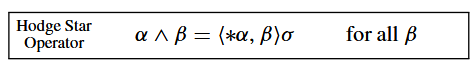 Hodge Star
Operator
α ∧ β = ⟨*α, β⟩σ for all β